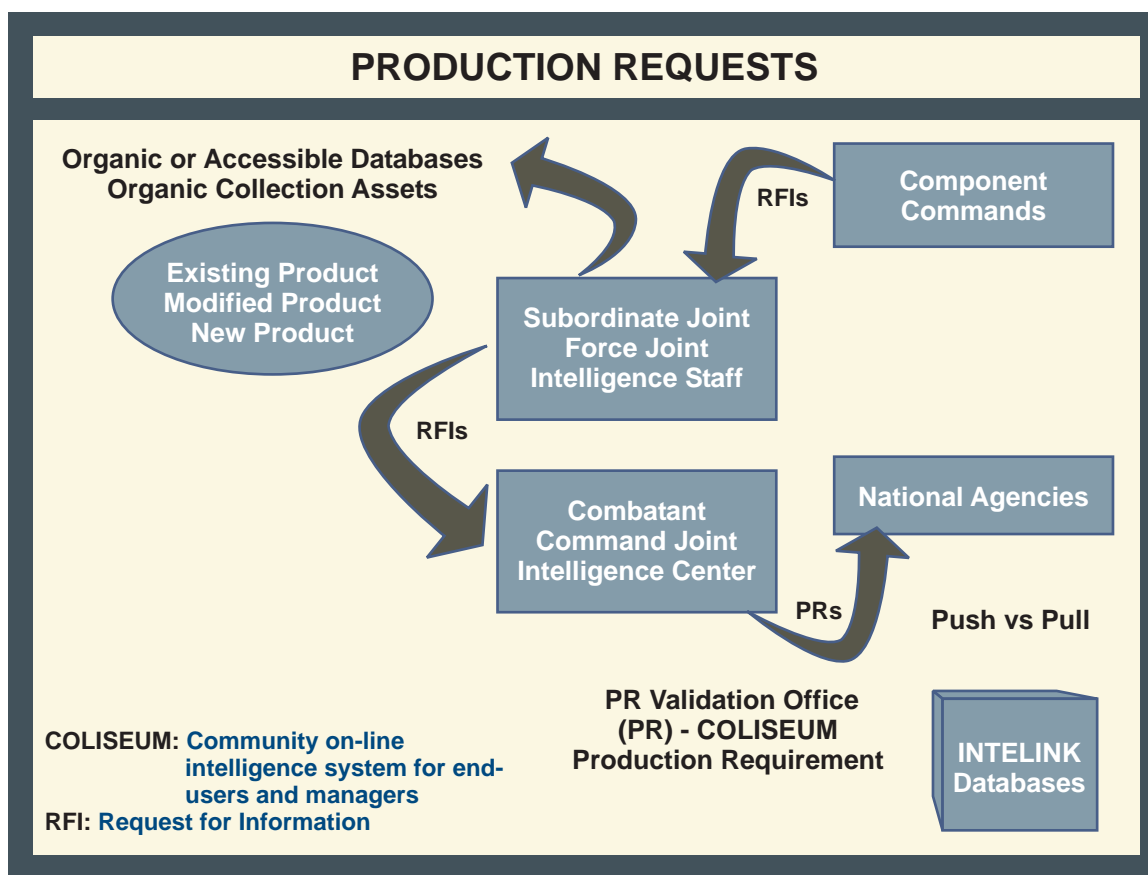 PRODUCTION REQUESTS
Organic or Accessible Databases
Organic Collection Assets
RFIs
Component
Commands
Existing Product
Modified Product
New Product
Subordinate Joint
Force Joint
Intelligence Staff
RFIs
Combatant
Command Joint
Intelligence Center
National Agencies
PRs
Push vs Pull
PR Validation Office
(PR) - COLISEUM
Production Requirement
INTELINK
Databases
COLISEUM: Community on-line
intelligence system for end-
users and managers
RFI: Request for Information